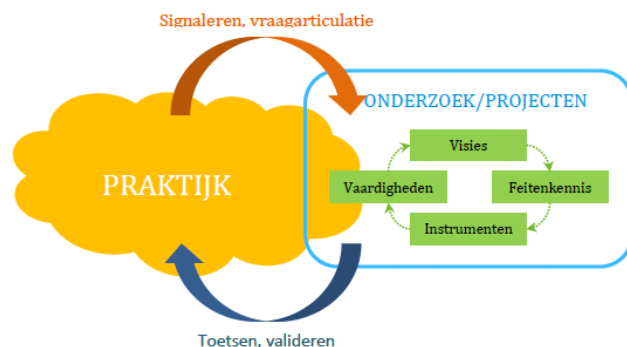 Signaleren, vraagarticulatie
ONDERZOEK/PROJECTEN
Visies
PRAKTIJK
Vaardigheden
Feitenkennis
Instrumenten
Toetsen, valideren